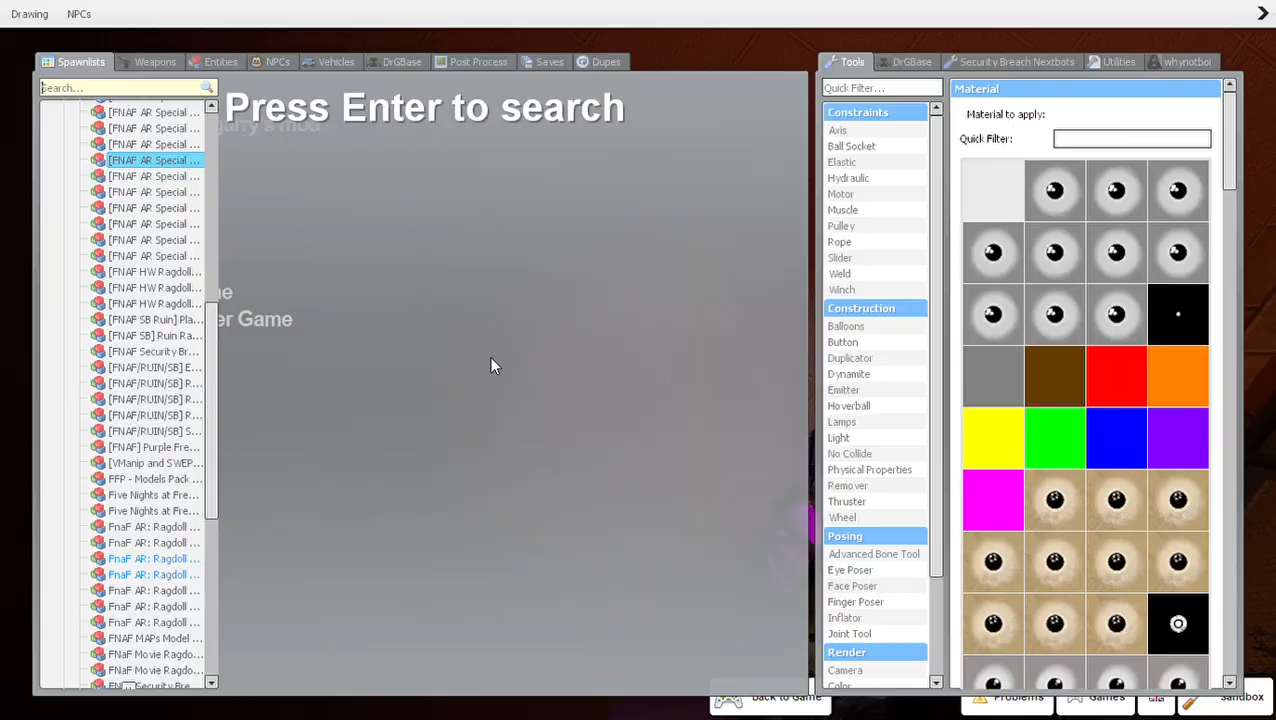 Drawing NPCs
Spawnlists Weapons Entities NPCs Vehicles DrGBase Post Process Saves Dupes
Search...
Press Enter to search
garry's mod
[FNAF AR Special ...
[FNAF AR Special ...
[FNAF AR Special ...
[FNAF AR Special ...
[FNAF AR Special ...
[FNAF AR Special ...
[FNAF AR Special ...
[FNAF AR Special ...
[FNAF AR Special ...
[FNAF AR Special ...
[FNAF HW Ragdoll...
[FNAF HW Ragdoll...
[FNAF HW Ragdoll...
[FNAF SB Ruin] Pla...
er Game
[FNAF SB] Ruin Ra...
[FNAF Security Br...
[FNAF/RUIN/SB] E...
[FNAF/RUIN/SB] R...
[FNAF/RUIN/SB] R...
[FNAF/RUIN/SB] R...
[FNAF/RUIN/SB] S...
[FNAF] Purple Fre...
[VManip and SWEP...
FFP - Models Pack ...
Five Nights at Fre...
Five Nights at Fre...
FnaF AR: Ragdoll ...
FnaF AR: Ragdoll ...
FnaF AR: Ragdoll ...
FnaF AR: Ragdoll ...
FnaF AR: Ragdoll ...
FnaF AR: Ragdoll ...
FnaF AR: Ragdoll ...
FNAF MAPs Model ...
FNaF Movie Ragdo...
FNaF Movie Ragdo...
Security Bre...
Tools DrGBase Security Breach Nextbots Utilities whynotboi
Quick Filter...
Constraints
Axis
Ball Socket
Elastic
Hydraulic
Motor
Muscle
Pulley
Rope
Slider
Weld
Winch
Construction
Balloons
Button
Duplicator
Dynamite
Emitter
Hoverball
Lamps
Light
No Collide
Physical Properties
Remover
Thruster
Wheel
Posing
Advanced Bone Tool
Eye Poser
Face Poser
Finger Poser
Inflator
Joint Tool
Render
Camera
Color
Material
Material to apply:
Quick Filter:
Back to Game Problems Games Sandbox